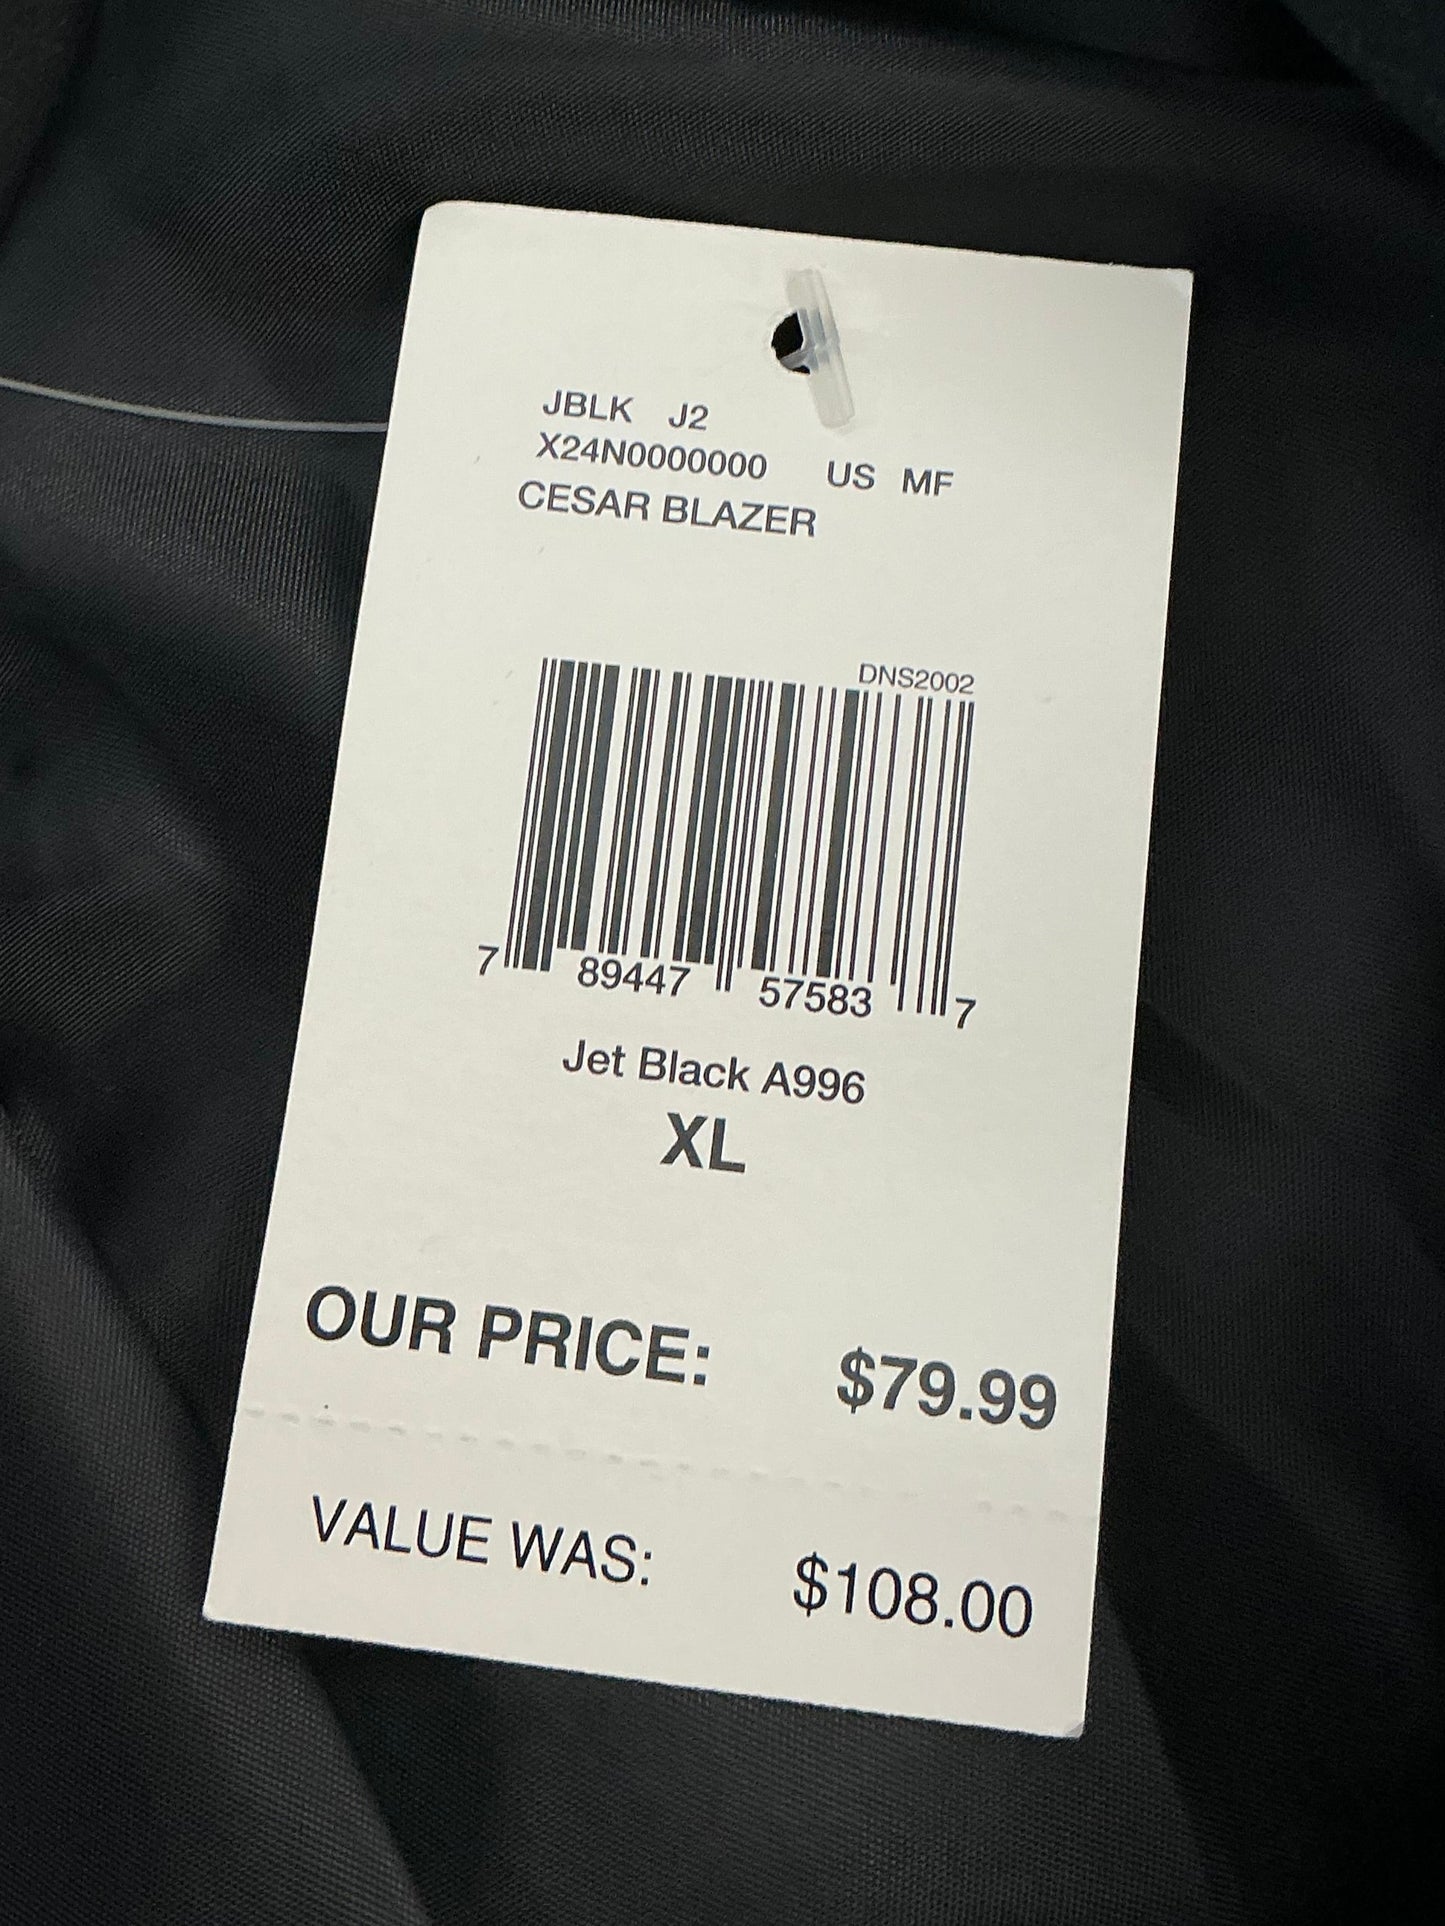 JBLK J2
X24N0000000 US MF
CESAR BLAZER
DNS2002
7 89447 57583 7
Jet Black A996
XL
OUR PRICE: $79.99
VALUE WAS: $108.00